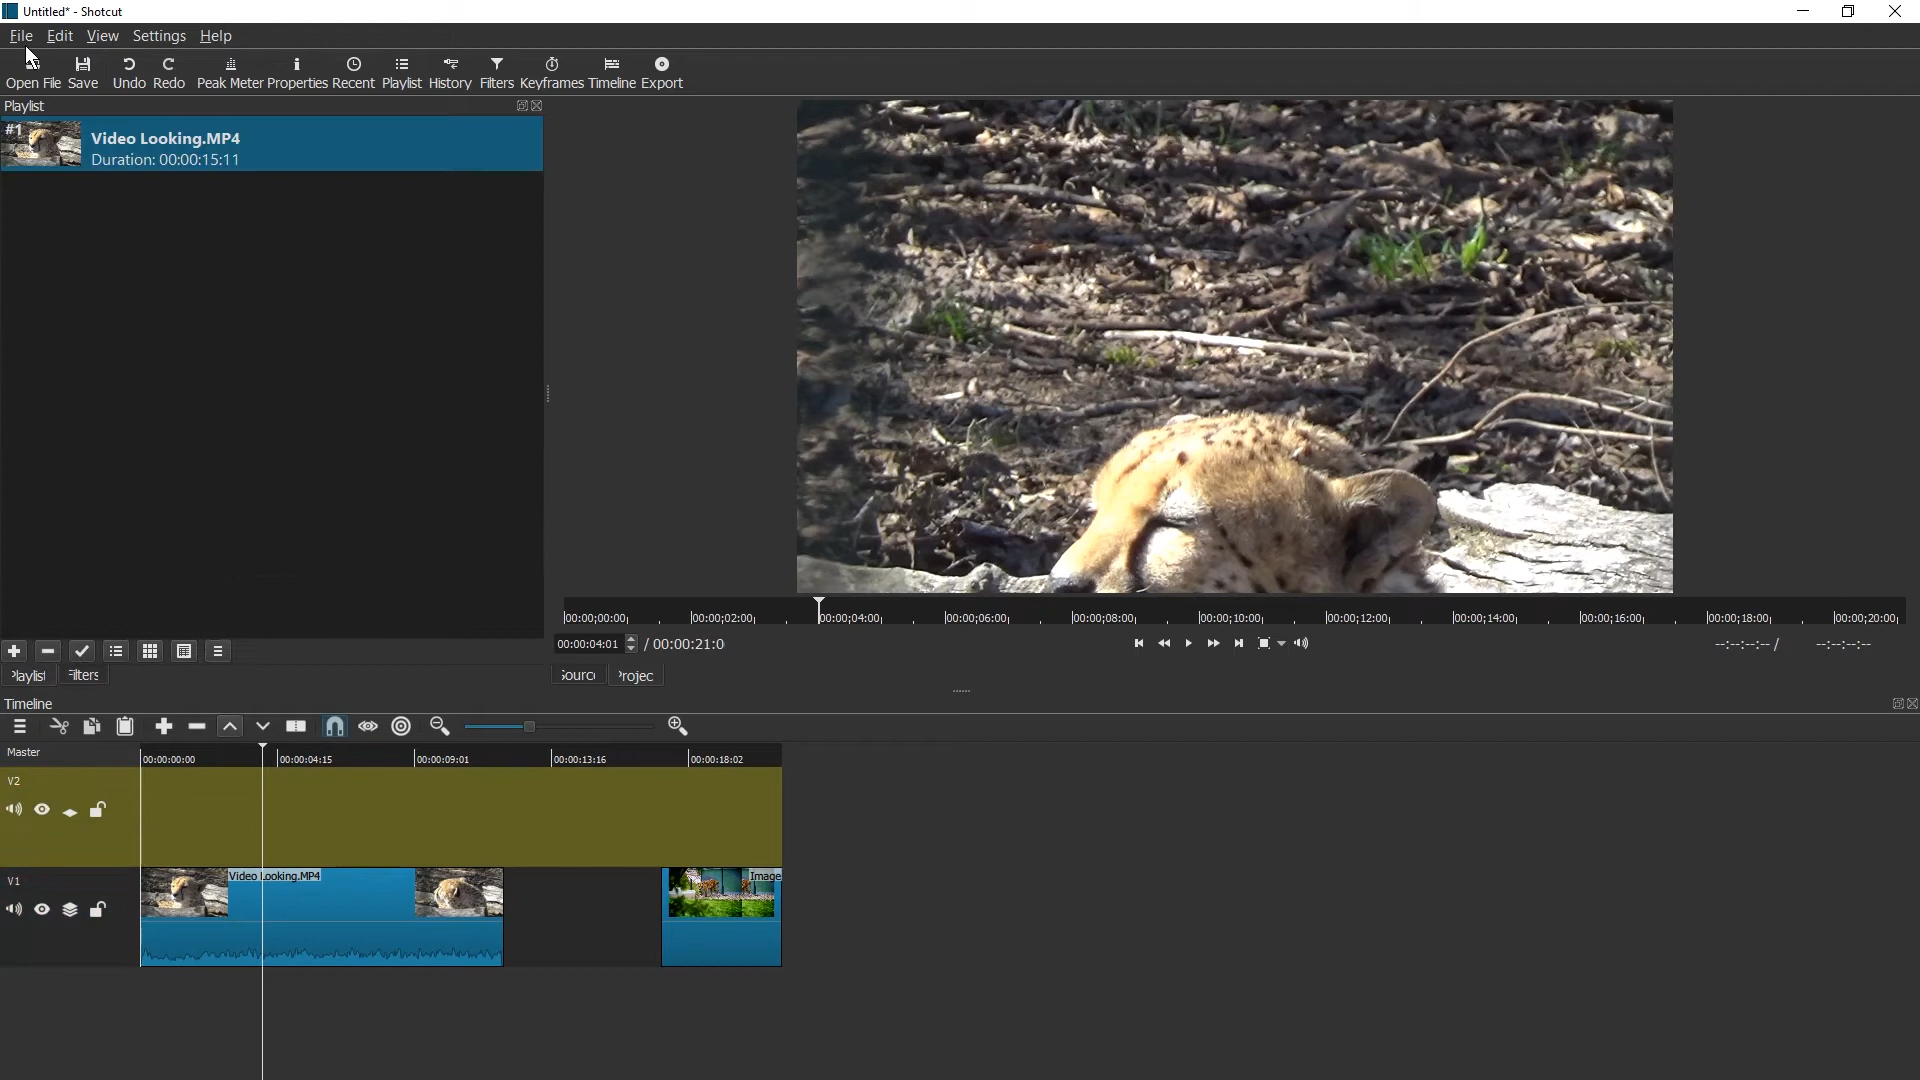 Untitled* - Shotcut
File Edit View Settings Help
Open File Save Undo Redo Peak Meter Properties Recent Playlist History Filters Keyframes Timeline Export
Playlist
#1
Video Looking.MP4
Duration: 00:00:15:11
00:00;00:00; 00:00;02:00; 00:00;04:00; 00:00;06:00; 00:00;08:00; 00:00;10:00; 00:00;12:00; 00:00;14:00; 00:00;16:00; 00:00;18:00; 00:00;20:00;
00:00:04:01 / 00:00:21:0 --:--:--:-- / --:--:--:--
Playlist Filters Sourc Projec
Timeline
Master
00:00:00:00 00:00:04:15 00:00:09:01 00:00:13:16 00:00:18:02
V2
V1
Video Looking.MP4 Image